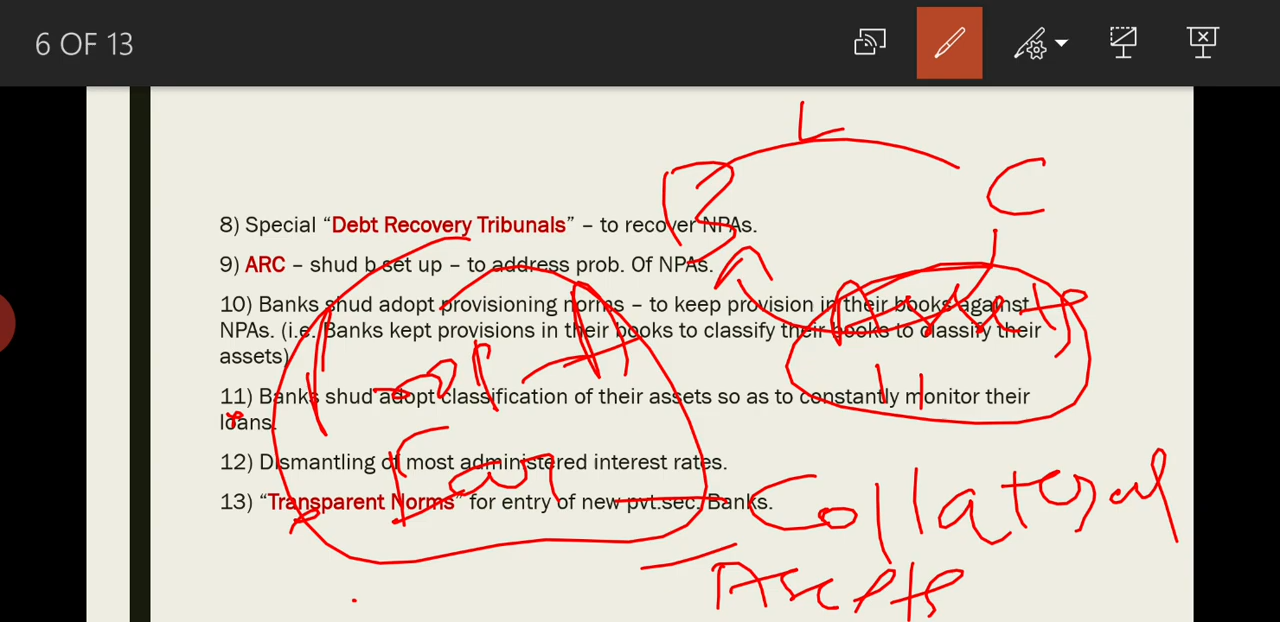 6 OF 13
L
B
C
8) Special “Debt Recovery Tribunals” – to recover NPAs.
9) ARC – shud b set up – to address prob. Of NPAs.
10) Banks shud adopt provisioning norms – to keep provision in their books against
NPAs. (i.e. Banks kept provisions in their books to classify their books to classify their
assets)
11) Banks shud adopt classification of their assets so as to constantly monitor their
loans.
12) Dismantling of most administered interest rates.
13) “Transparent Norms” for entry of new pvt.sec. Banks.
Collateral
Assets